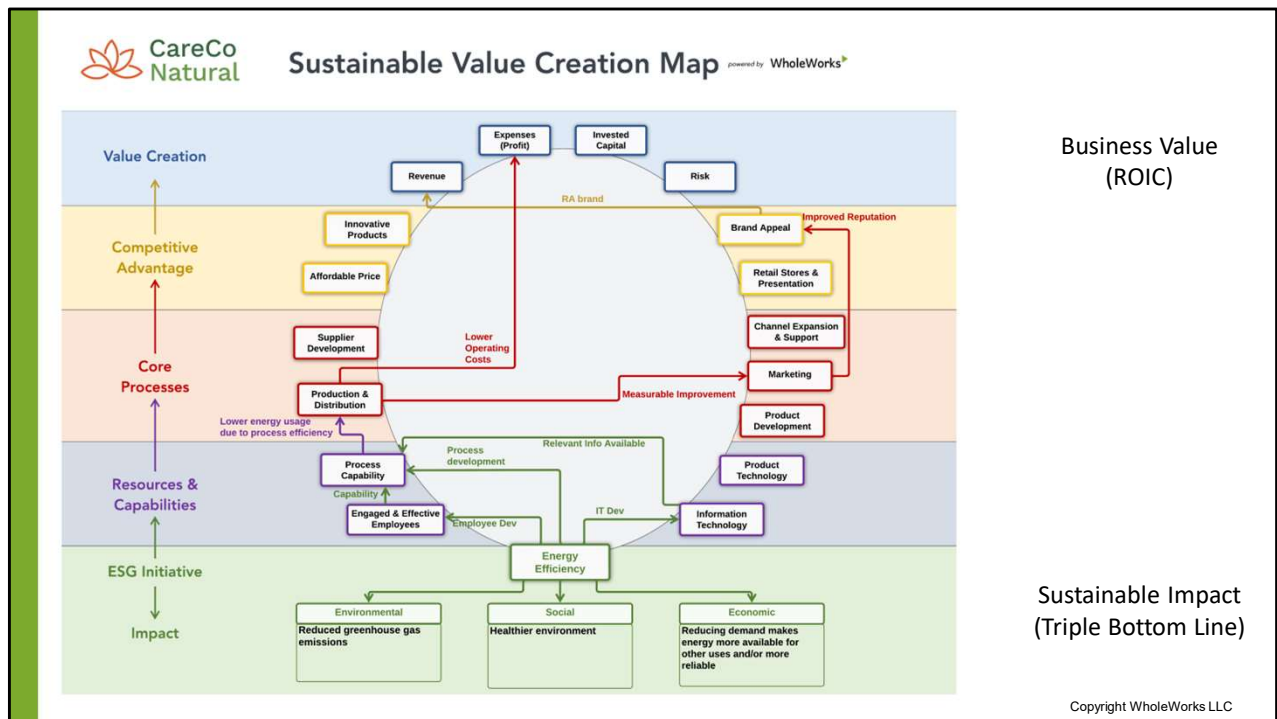 CareCo
Natural
Sustainable Value Creation Map powered by WholeWorks
Value Creation
Competitive
Advantage
Core
Processes
Resources &
Capabilities
ESG Initiative
Impact
Expenses
(Profit)
Invested
Capital
Revenue
Risk
RA brand
Innovative
Products
Brand Appeal
Improved Reputation
Affordable Price
Retail Stores &
Presentation
Supplier
Development
Lower
Operating
Costs
Channel Expansion
& Support
Production &
Distribution
Measurable Improvement
Marketing
Product
Development
Lower energy usage
due to process efficiency
Process
Capability
Process
development
Relevant Info Available
Product
Technology
Capability
Engaged & Effective
Employees
Employee Dev
IT Dev
Information
Technology
Energy
Efficiency
Environmental
Reduced greenhouse gas
emissions
Social
Healthier environment
Economic
Reducing demand makes
energy more available for
other uses and/or more
reliable
Business Value
(ROIC)
Sustainable Impact
(Triple Bottom Line)
Copyright WholeWorks LLC